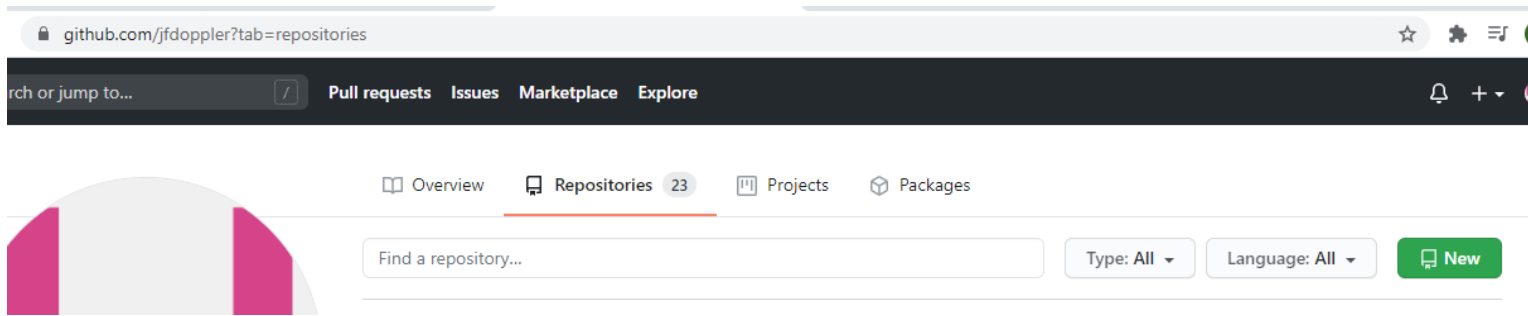 github.com/jfdoppler?tab=repositories
rch or jump to... / Pull requests Issues Marketplace Explore
Overview Repositories 23 Projects Packages
Find a repository... Type: All Language: All New